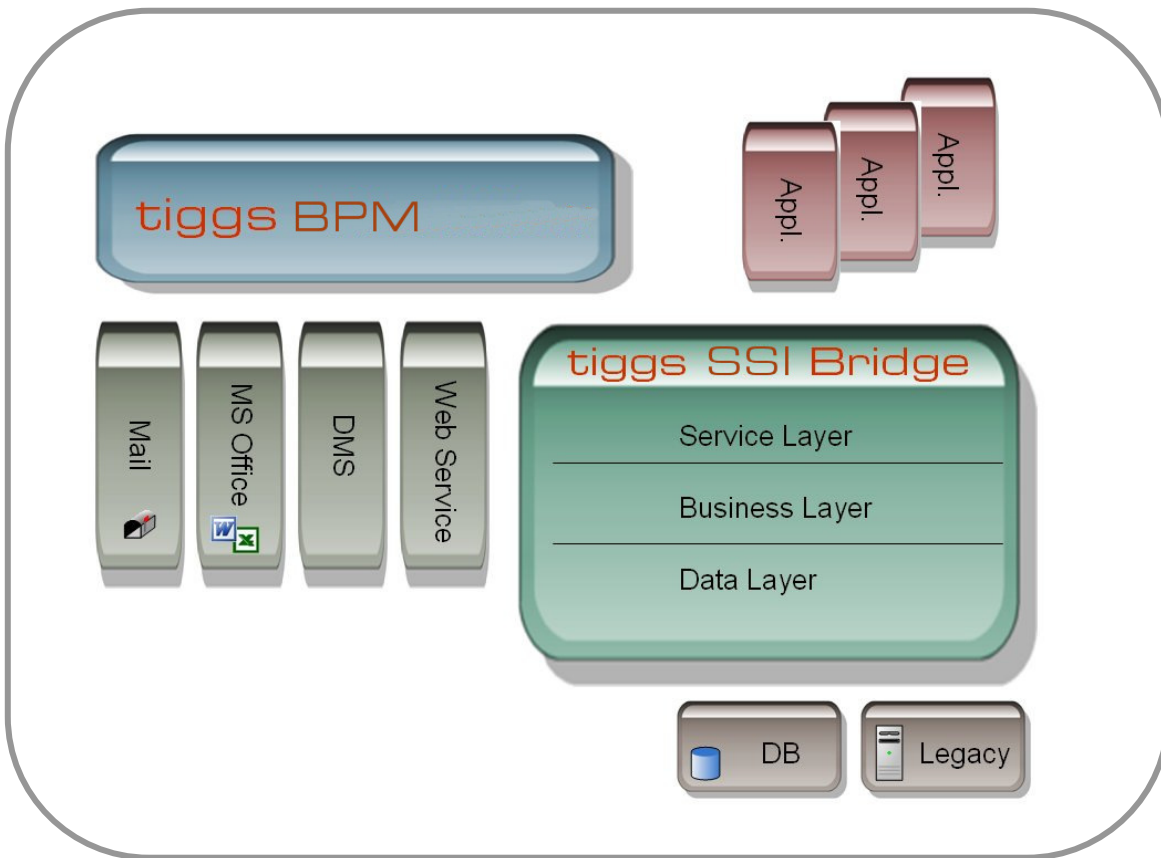 tiggs BPM
Appl.
Appl.
Appl.
Mail
MS Office
DMS
Web Service
tiggs SSI Bridge
Service Layer
Business Layer
Data Layer
DB
Legacy